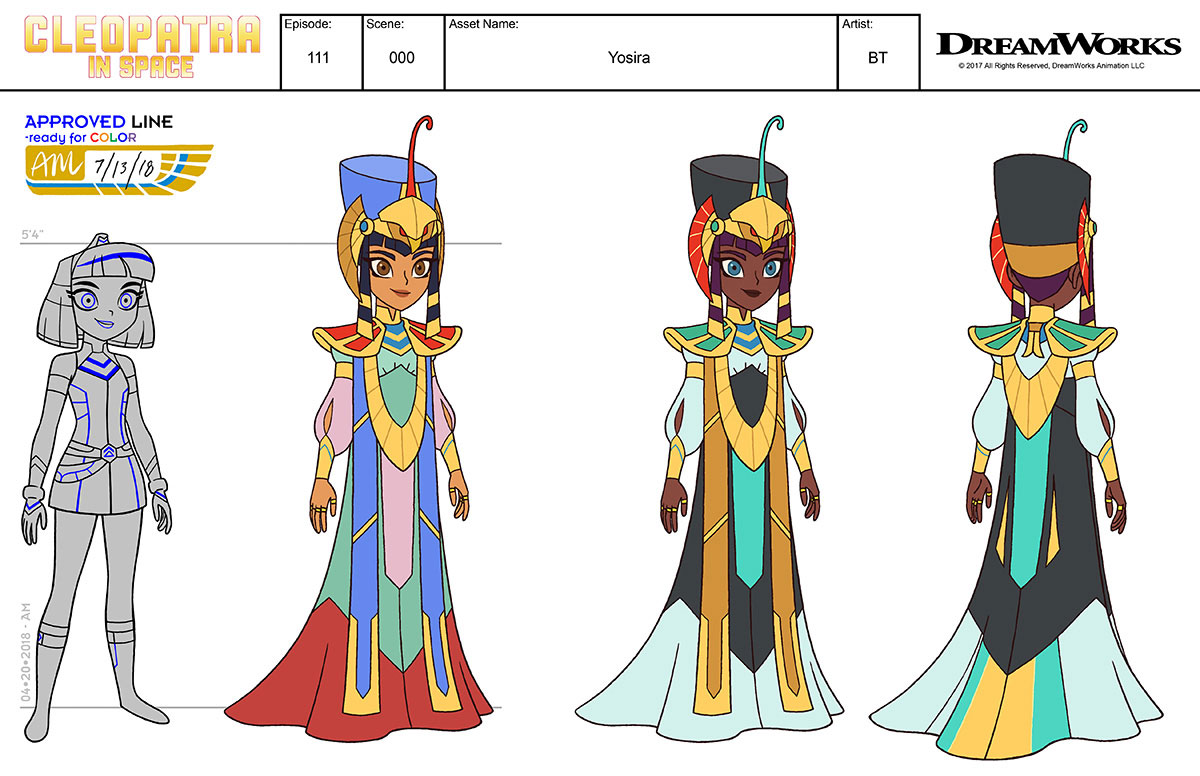 CLEOPATRA
IN SPACE
Episode:
111
Scene:
000
Asset Name:
Yosira
Artist:
BT
DREAMWORKS
© 2017 All Rights Reserved, DreamWorks Animation LLC
APPROVED LINE
-ready for COLOR
AM 7/13/18
5'4"
04•20•2018 - AM